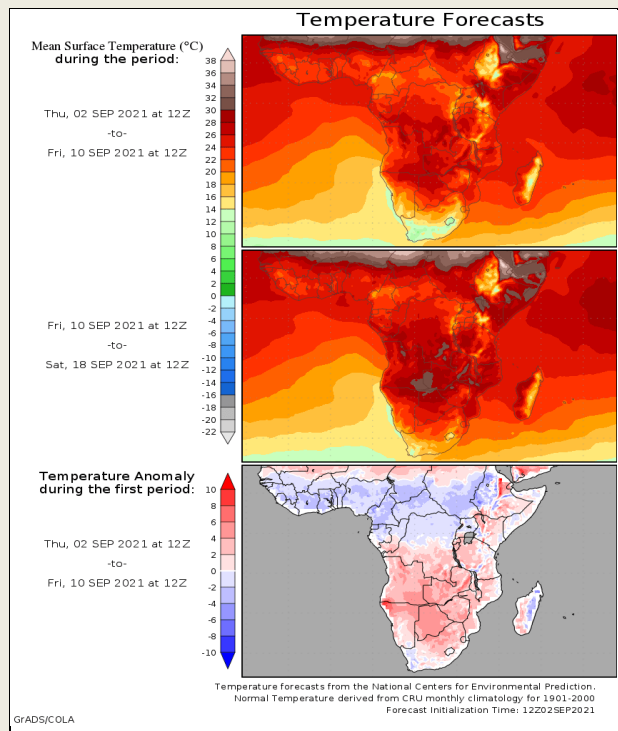 Temperature Forecasts
Mean Surface Temperature (°C)
during the period:
Thu, 02 SEP 2021 at 12Z
-to-
Fri, 10 SEP 2021 at 12Z
38
36
34
32
30
28
26
24
22
20
18
16
14
12
10
8
6
4
2
0
-2
-4
-6
-8
-10
-12
-14
-16
-18
-20
-22
Fri, 10 SEP 2021 at 12Z
-to-
Sat, 18 SEP 2021 at 12Z
Temperature Anomaly
during the first period:
Thu, 02 SEP 2021 at 12Z
-to-
Fri, 10 SEP 2021 at 12Z
10
8
6
4
2
0
-2
-4
-6
-8
-10
Temperature forecasts from the National Centers for Environmental Prediction.
Normal Temperature derived from CRU monthly climatology for 1901-2000
Forecast Initialization Time: 12Z02SEP2021
GrADS/COLA